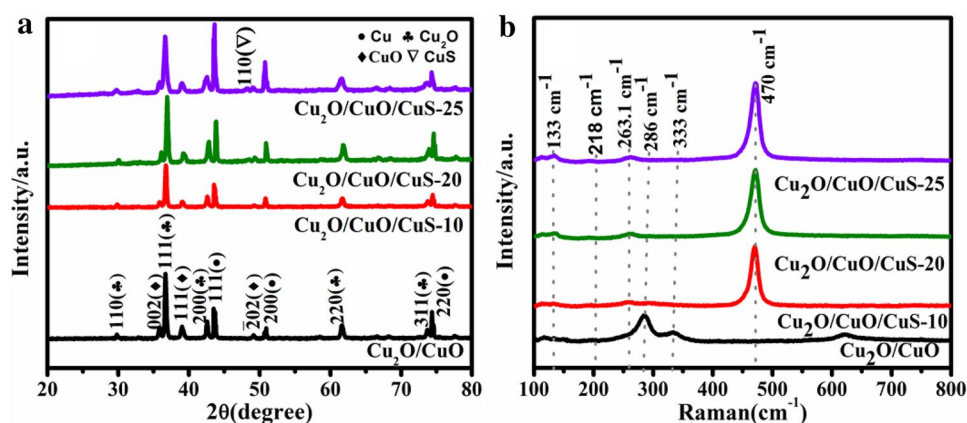 a
Intensity/a.u.
110(▽)
● Cu ♣ Cu₂O
♦CuO ▽ CuS
Cu₂O/CuO/CuS-25
Cu₂O/CuO/CuS-20
Cu₂O/CuO/CuS-10
110(♣)
002(♦)
111(♣)
111(♦)
200(♣)
111(●)
2̅02(♦)
200(●)
220(♣)
311(♣)
220(●)
Cu₂O/CuO
20 30 40 50 60 70 80
2θ(degree)
b
Intensity/a.u.
133 cm⁻¹
218 cm⁻¹
263.1 cm⁻¹
286 cm⁻¹
333 cm⁻¹
470 cm⁻¹
Cu₂O/CuO/CuS-25
Cu₂O/CuO/CuS-20
Cu₂O/CuO/CuS-10
Cu₂O/CuO
100 200 300 400 500 600 700 800
Raman(cm⁻¹)